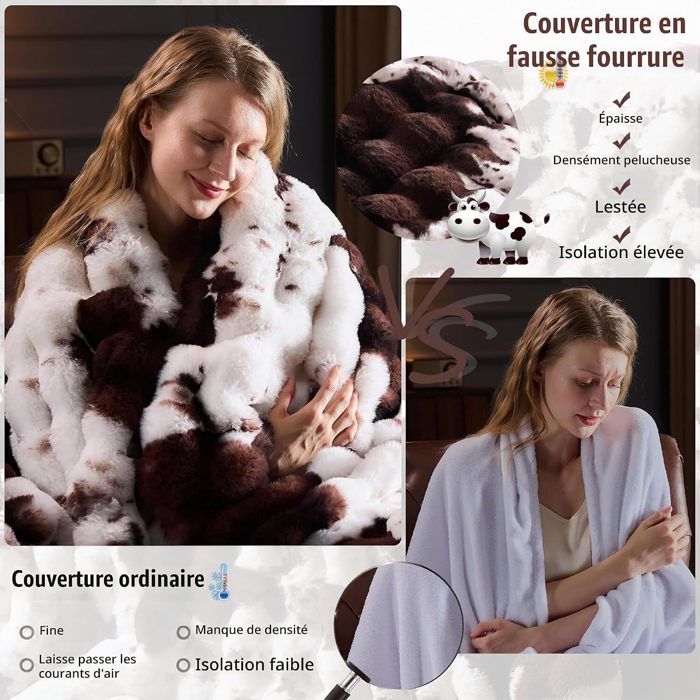 Couverture en
fausse fourrure
Épaisse
Densément pelucheuse
Lestée
Isolation élevée
VS
Couverture ordinaire
Fine
Manque de densité
Laisse passer les
courants d'air
Isolation faible